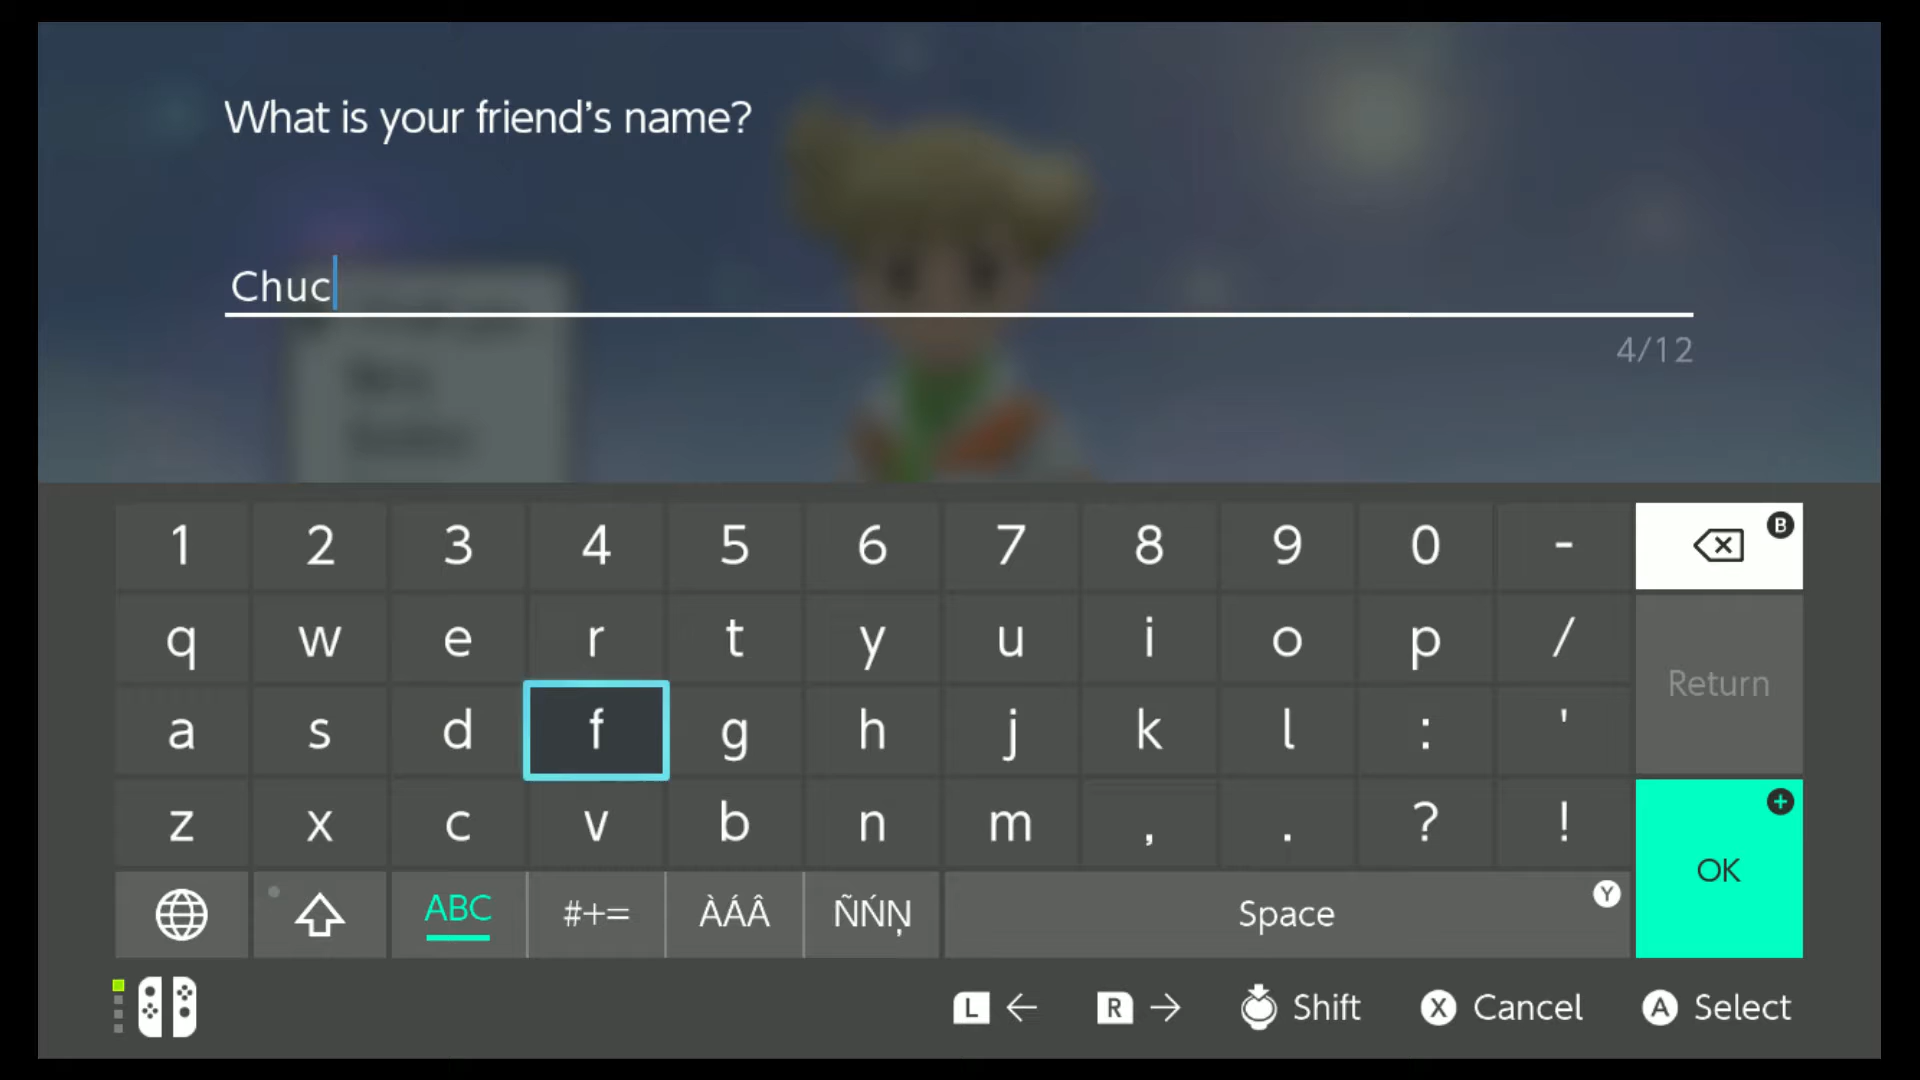 What is your friend's name?
Chuc
4/12
1 2 3 4 5 6 7 8 9 0 - B
q w e r t y u i o p / Return
a s d f g h j k l : '
z x c v b n m , . ? ! + OK
ABC #+= ÀÁÂ ÑŃŅ Space Y
L ← R → Shift X Cancel A Select